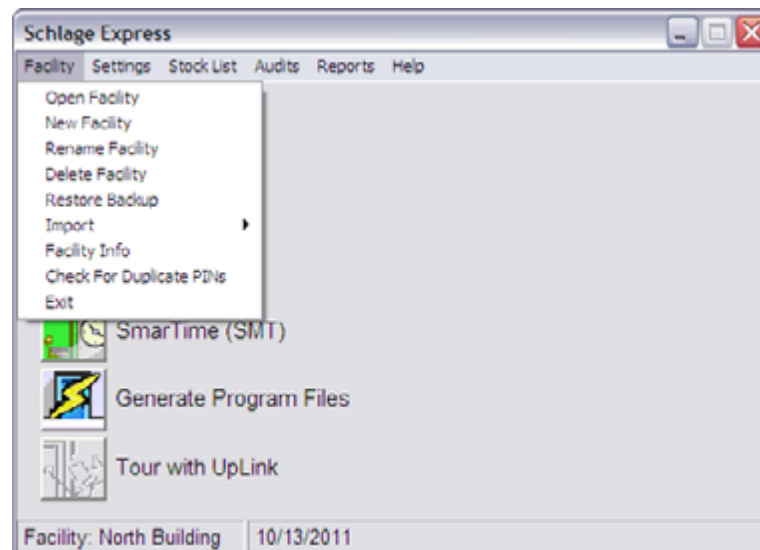 Schlage Express
Facility Settings Stock List Audits Reports Help
Open Facility
New Facility
Rename Facility
Delete Facility
Restore Backup
Import
Facility Info
Check For Duplicate PINs
Exit
SmarTime (SMT)
Generate Program Files
Tour with UpLink
Facility: North Building 10/13/2011